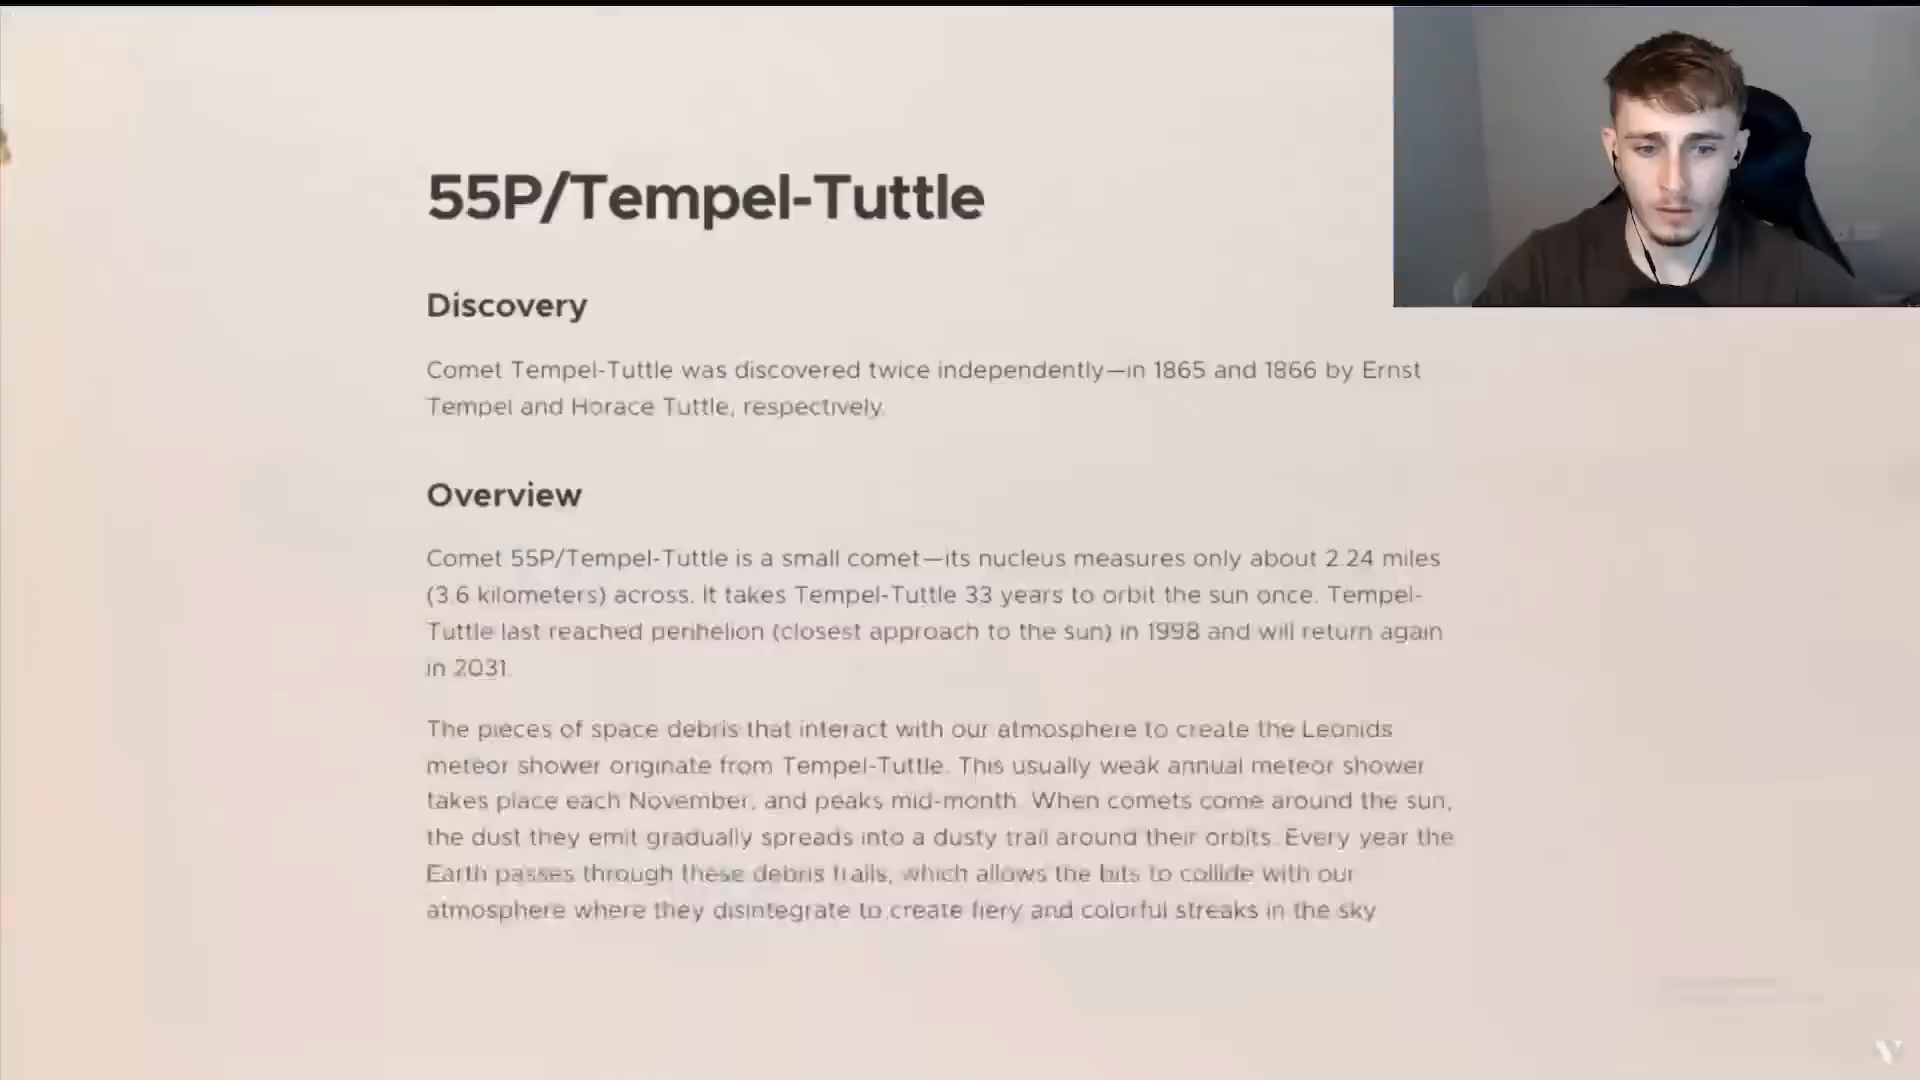 55P/Tempel-Tuttle
Discovery
Comet Tempel-Tuttle was discovered twice independently—in 1865 and 1866 by Ernst
Tempel and Horace Tuttle, respectively.
Overview
Comet 55P/Tempel-Tuttle is a small comet—its nucleus measures only about 2.24 miles
(3.6 kilometers) across. It takes Tempel-Tuttle 33 years to orbit the sun once. Tempel-
Tuttle last reached perihelion (closest approach to the sun) in 1998 and will return again
in 2031.
The pieces of space debris that interact with our atmosphere to create the Leonids
meteor shower originate from Tempel-Tuttle. This usually weak annual meteor shower
takes place each November, and peaks mid-month. When comets come around the sun,
the dust they emit gradually spreads into a dusty trail around their orbits. Every year the
Earth passes through these debris trails, which allows the bits to collide with our
atmosphere where they disintegrate to create fiery and colorful streaks in the sky